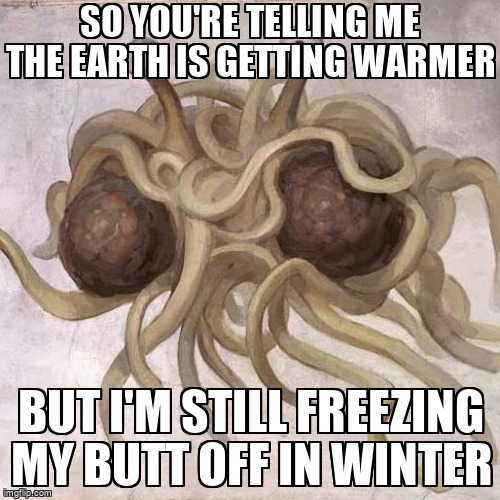 SO YOU'RE TELLING ME
THE EARTH IS GETTING WARMER
BUT I'M STILL FREEZING
MY BUTT OFF IN WINTER
imgflip.com